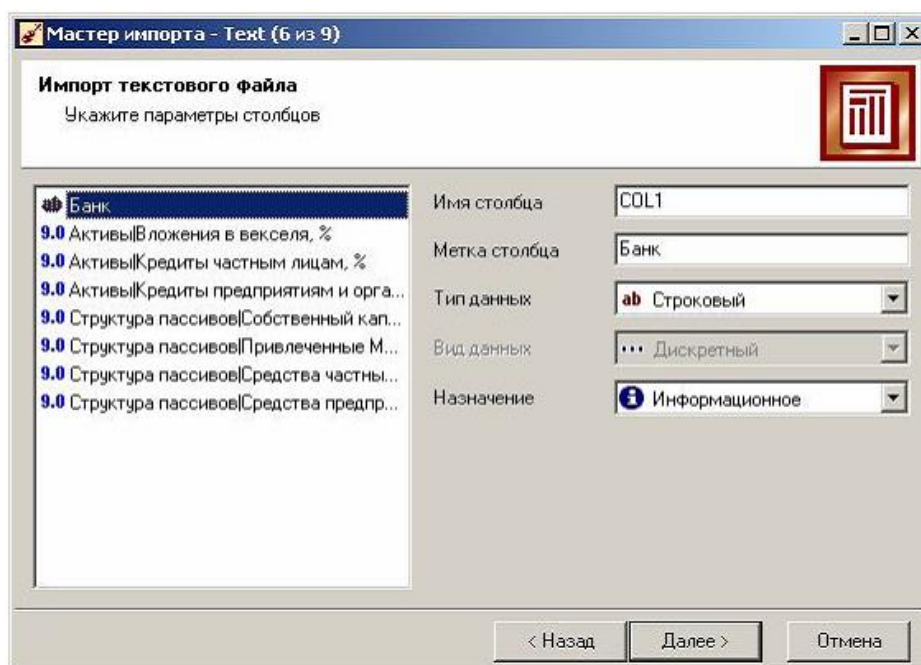 Мастер импорта - Text (6 из 9)
Импорт текстового файла
Укажите параметры столбцов
ab Банк
9.0 Активы|Вложения в векселя, %
9.0 Активы|Кредиты частным лицам, %
9.0 Активы|Кредиты предприятиям и орга...
9.0 Структура пассивов|Собственный кап...
9.0 Структура пассивов|Привлеченные М...
9.0 Структура пассивов|Средства частны...
9.0 Структура пассивов|Средства предпр...
Имя столбца COL1
Метка столбца Банк
Тип данных ab Строковый
Вид данных Дискретный
Назначение Информационное
< Назад Далее > Отмена